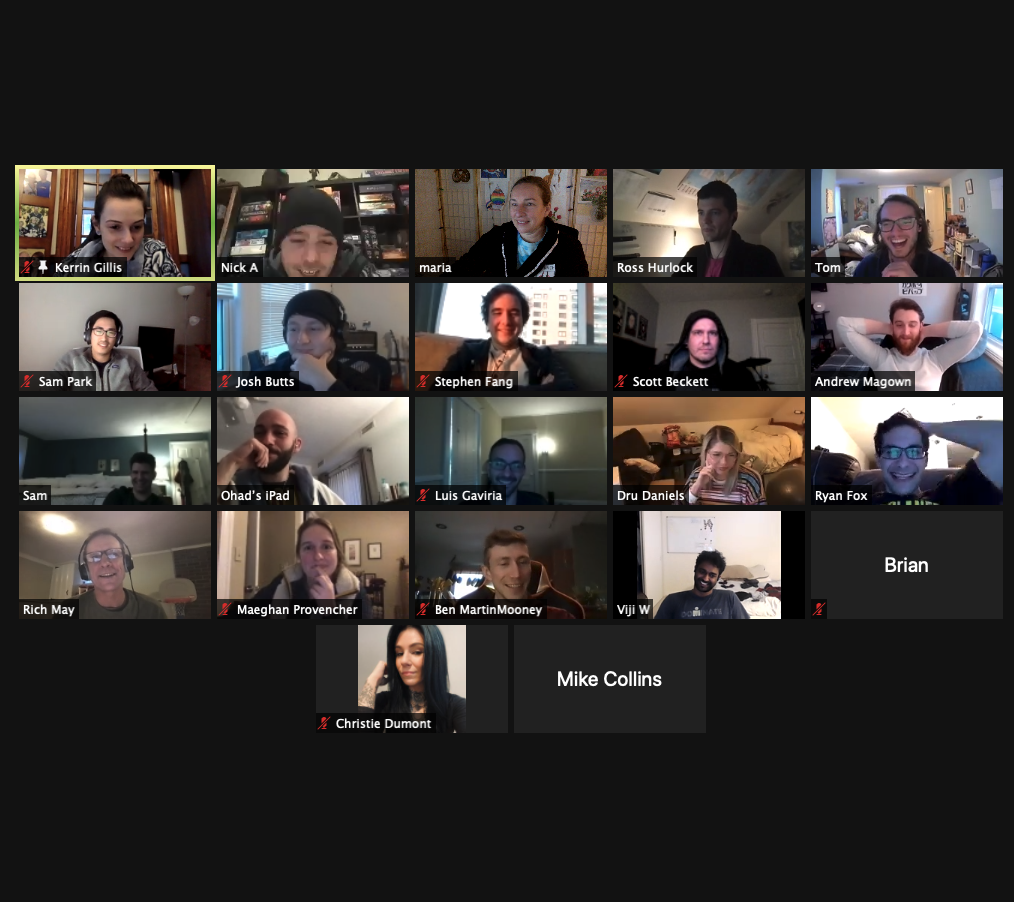 Kerrin Gillis
Nick A
maria
Ross Hurlock
Tom
Sam Park
Josh Butts
Stephen Fang
Scott Beckett
Andrew Magown
Sam
Ohad's iPad
Luis Gaviria
Dru Daniels
Ryan Fox
Rich May
Maeghan Provencher
Ben MartinMooney
Viji W
Brian
Christie Dumont
Mike Collins